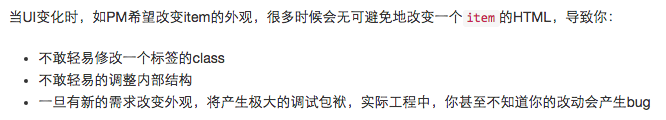 当UI变化时，如PM希望改变item的外观，很多时候会无可避免地改变一个 item 的HTML，导致你：
• 不敢轻易修改一个标签的class
• 不敢轻易的调整内部结构
• 一旦有新的需求改变外观，将产生极大的调试包袱，实际工程中，你甚至不知道你的改动会产生bug